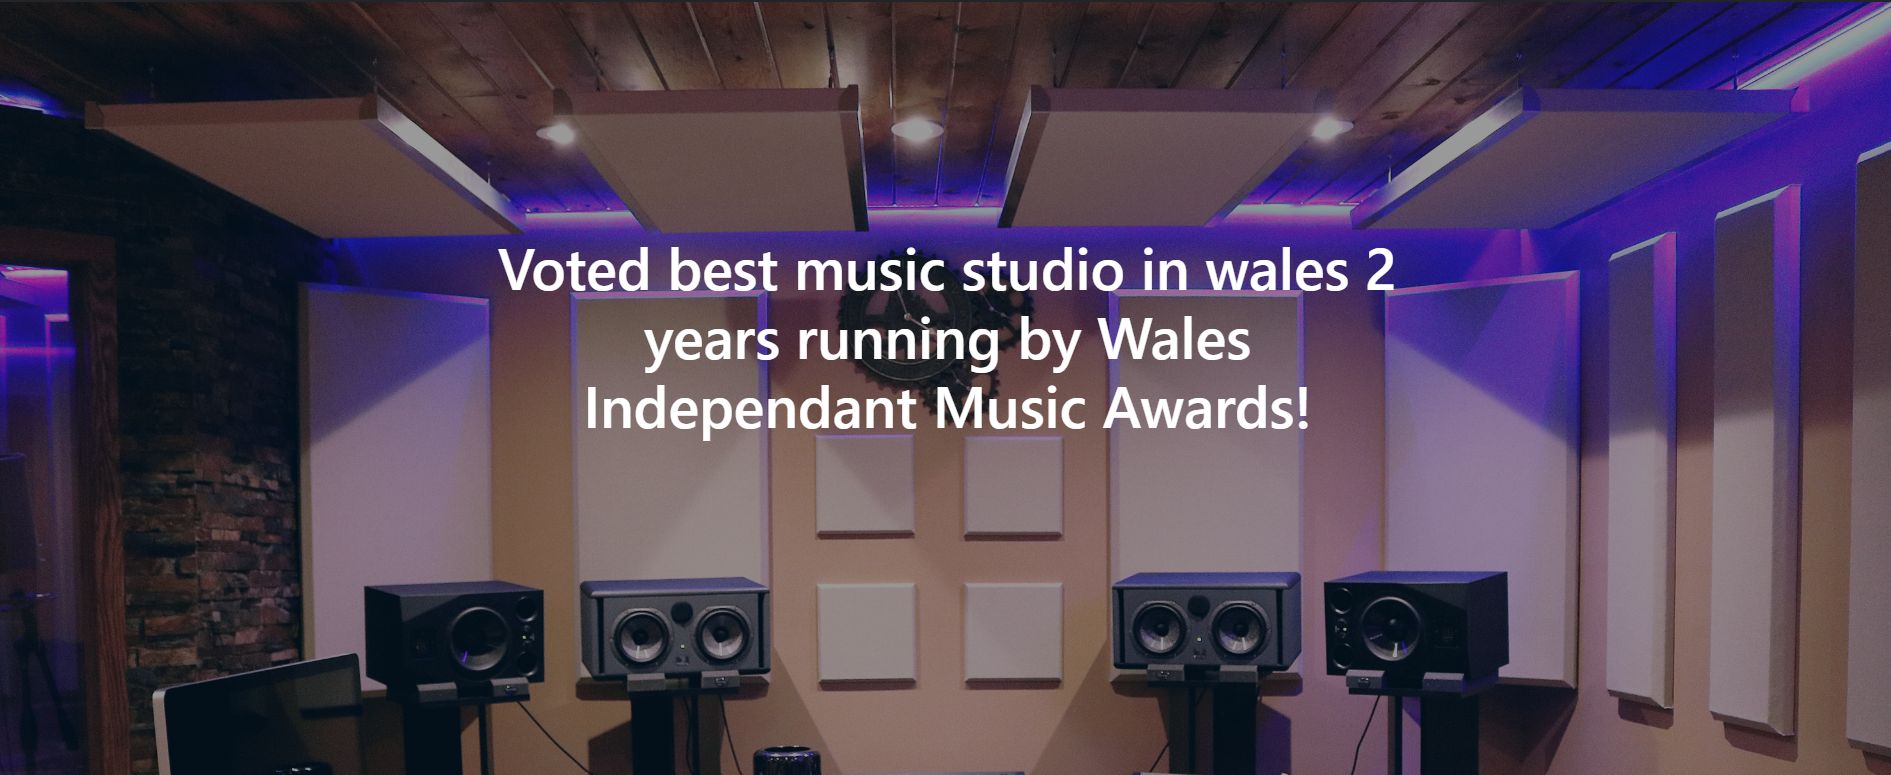 Voted best music studio in wales 2
years running by Wales
Independant Music Awards!